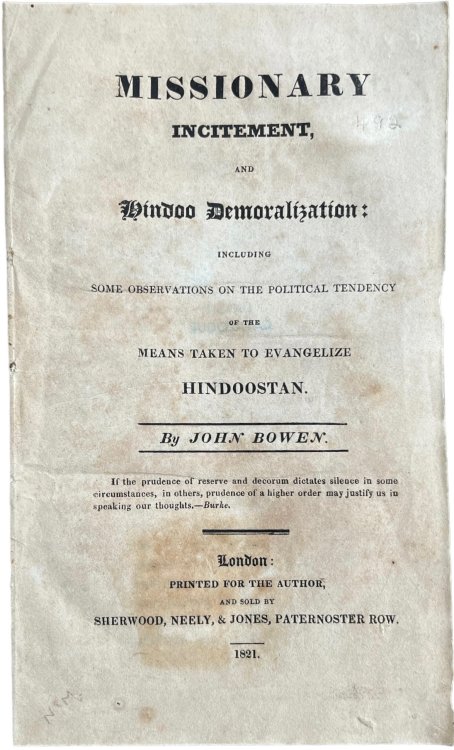 MISSIONARY
INCITEMENT,
AND
Hindoo Demoralization:
INCLUDING
SOME OBSERVATIONS ON THE POLITICAL TENDENCY
OF THE
MEANS TAKEN TO EVANGELIZE
HINDOOSTAN.
By JOHN BOWEN.
If the prudence of reserve and decorum dictates silence in some
circumstances, in others, prudence of a higher order may justify us in
speaking our thoughts.—Burke.
London:
PRINTED FOR THE AUTHOR,
AND SOLD BY
SHERWOOD, NEELY, & JONES, PATERNOSTER ROW.
1821.